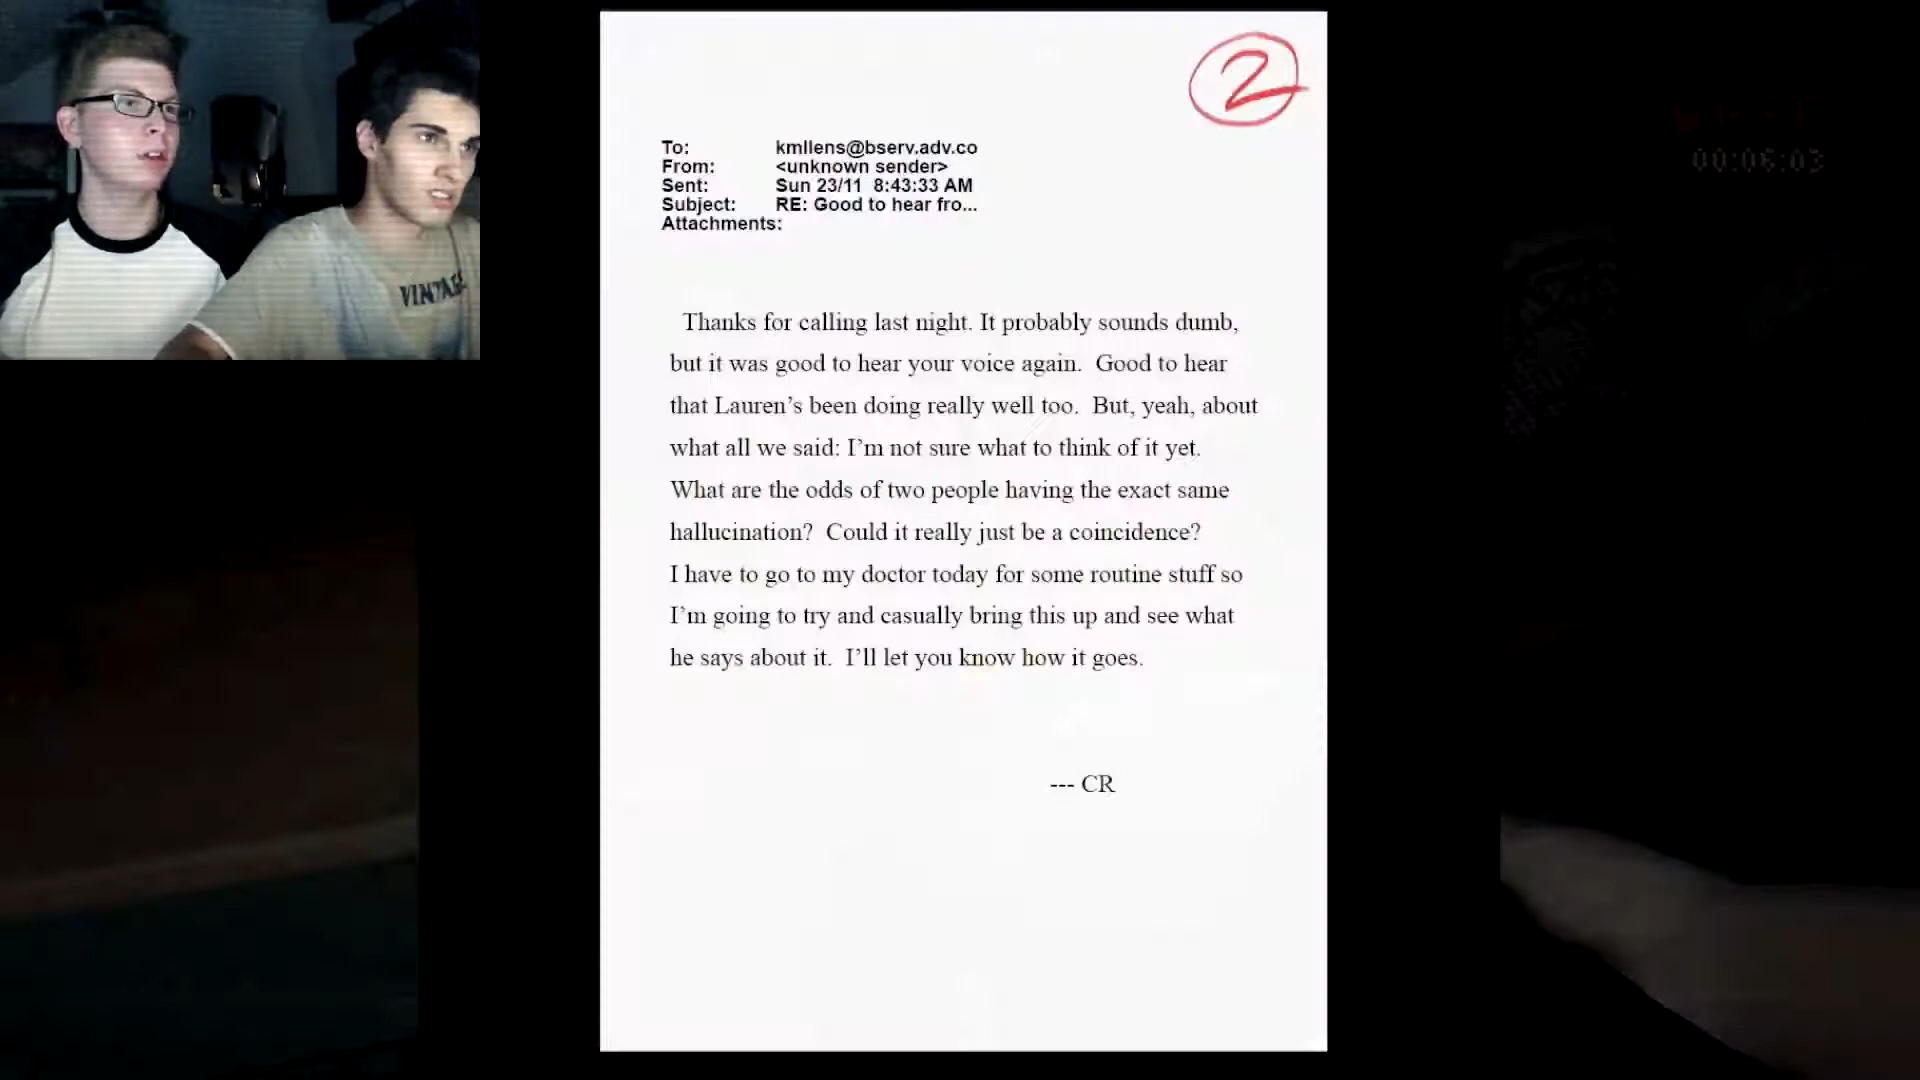 2
To: kmllens@bserv.adv.co
From: <unknown sender>
Sent: Sun 23/11 8:43:33 AM
Subject: RE: Good to hear fro...
Attachments:
Thanks for calling last night. It probably sounds dumb,
but it was good to hear your voice again. Good to hear
that Lauren's been doing really well too. But, yeah, about
what all we said: I'm not sure what to think of it yet.
What are the odds of two people having the exact same
hallucination? Could it really just be a coincidence?
I have to go to my doctor today for some routine stuff so
I'm going to try and casually bring this up and see what
he says about it. I'll let you know how it goes.
--- CR
00:06:03